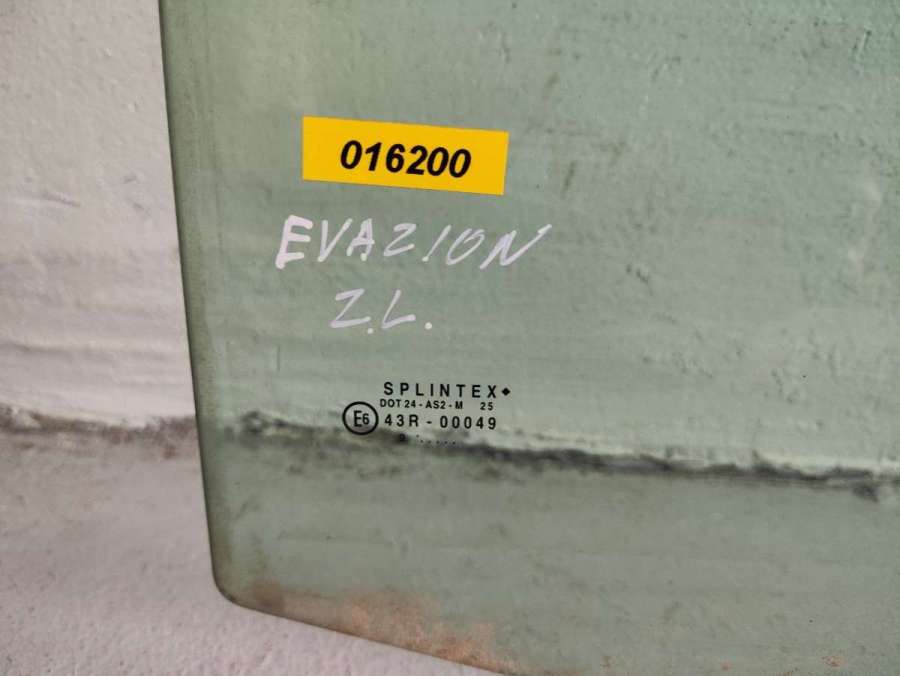 016200
EVAZION
Z.L.
SPLINTEX
DOT 24 - AS2 - M 25
E6 43R - 00049